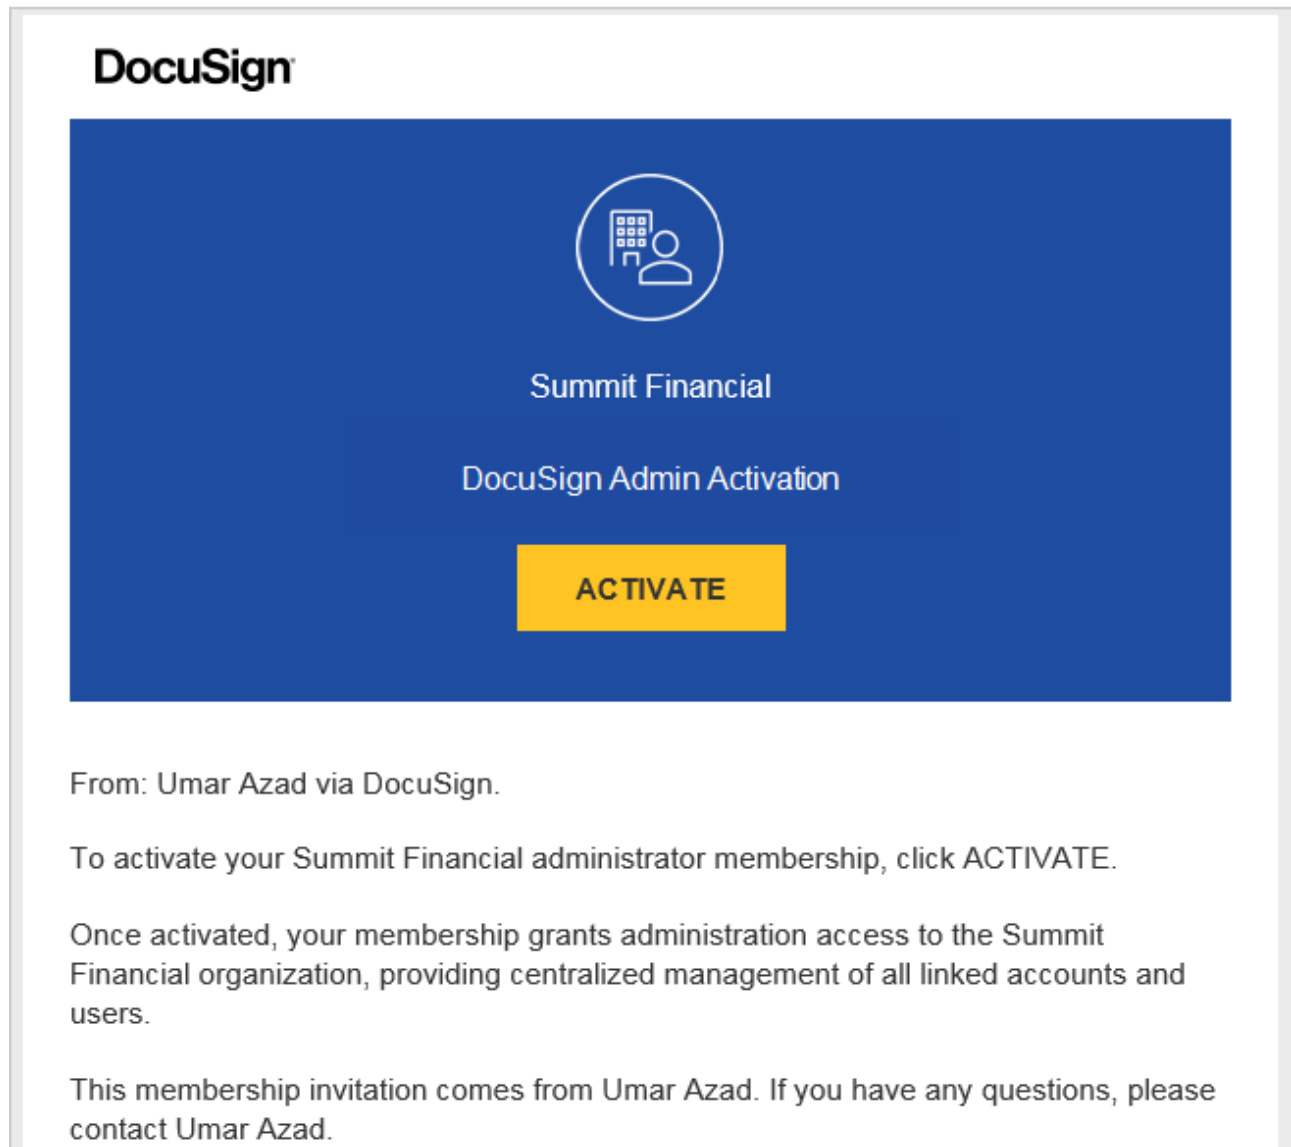 DocuSign
Summit Financial
DocuSign Admin Activation
ACTIVATE
From: Umar Azad via DocuSign.
To activate your Summit Financial administrator membership, click ACTIVATE.
Once activated, your membership grants administration access to the Summit
Financial organization, providing centralized management of all linked accounts and
users.
This membership invitation comes from Umar Azad. If you have any questions, please
contact Umar Azad.